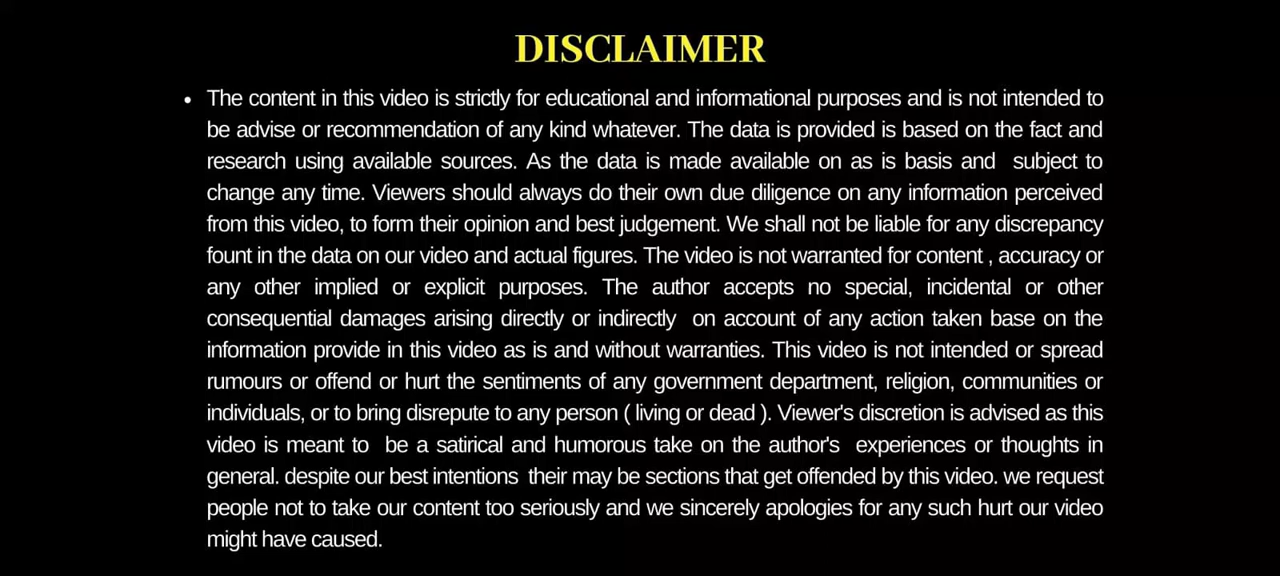 DISCLAIMER
• The content in this video is strictly for educational and informational purposes and is not intended to
be advise or recommendation of any kind whatever. The data is provided is based on the fact and
research using available sources. As the data is made available on as is basis and subject to
change any time. Viewers should always do their own due diligence on any information perceived
from this video, to form their opinion and best judgement. We shall not be liable for any discrepancy
fount in the data on our video and actual figures. The video is not warranted for content , accuracy or
any other implied or explicit purposes. The author accepts no special, incidental or other
consequential damages arising directly or indirectly on account of any action taken base on the
information provide in this video as is and without warranties. This video is not intended or spread
rumours or offend or hurt the sentiments of any government department, religion, communities or
individuals, or to bring disrepute to any person ( living or dead ). Viewer's discretion is advised as this
video is meant to be a satirical and humorous take on the author's experiences or thoughts in
general. despite our best intentions their may be sections that get offended by this video. we request
people not to take our content too seriously and we sincerely apologies for any such hurt our video
might have caused.